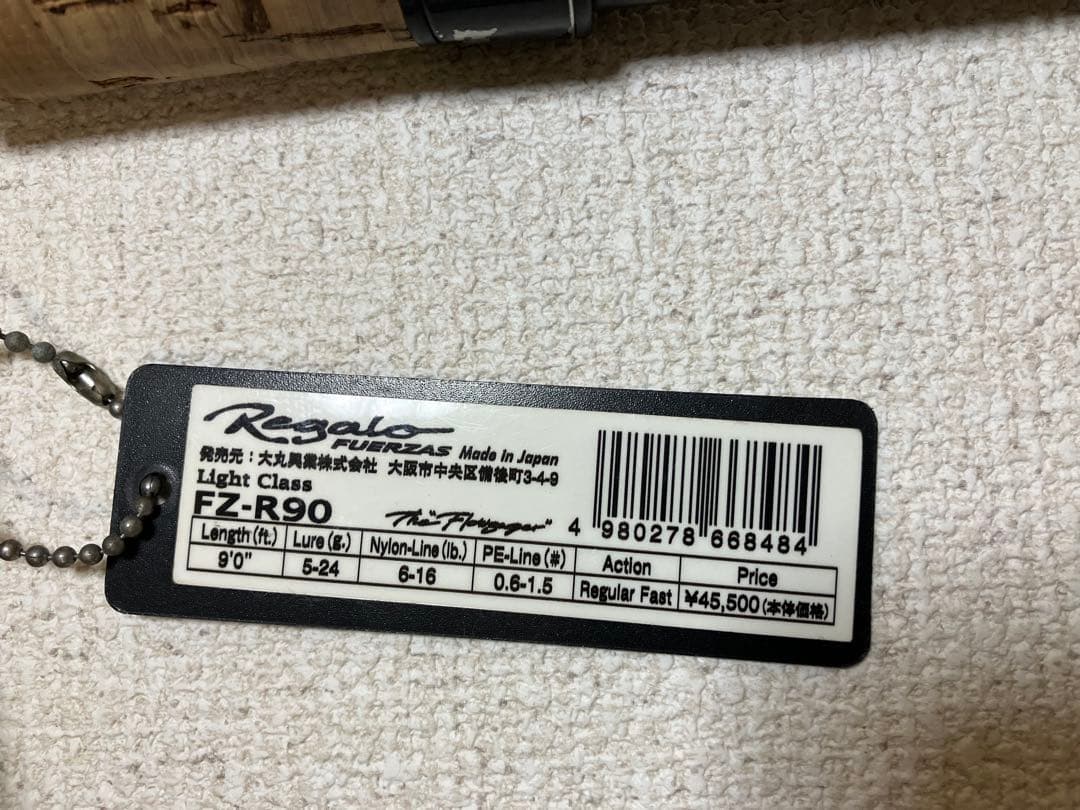 Regalo
FUERZAS Made in Japan
発売元：大丸興業株式会社 大阪市中央区備後町3-4-9
Light Class
FZ-R90 The "Flowager"
4 980278 668484
Length (ft.) Lure (g.) Nylon-Line (lb.) PE-Line (#) Action Price
9'0" 5-24 6-16 0.6-1.5 Regular Fast ¥45,500(本体価格)